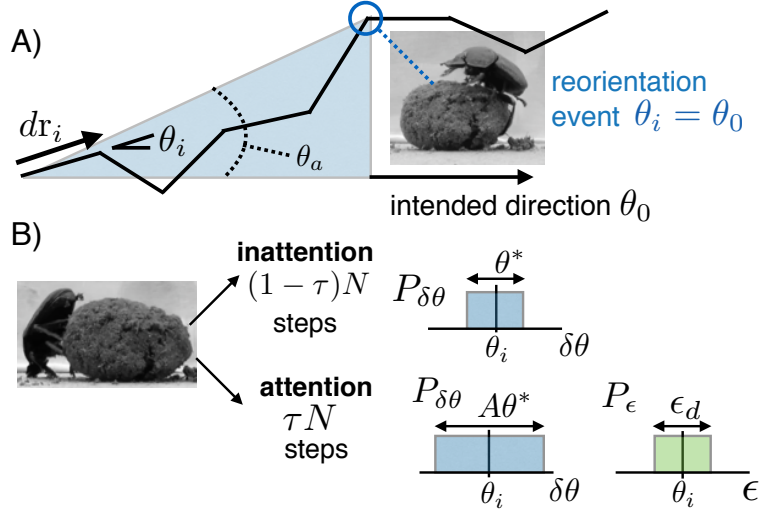 A)
dr_i
θ_i
θ_a
reorientation
event θ_i = θ_0
intended direction θ_0
B)
inattention
(1 − τ)N
steps
P_δθ
θ*
θ_i
δθ
attention
τN
steps
P_δθ
Aθ*
θ_i
δθ
P_ϵ
ϵ_d
θ_i
ϵ